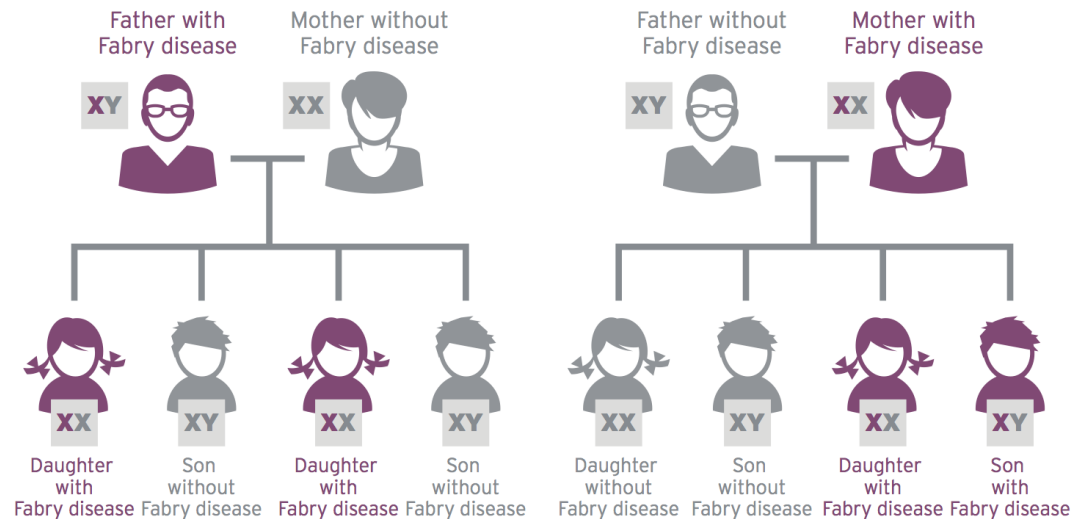 Father with
Fabry disease
Mother without
Fabry disease
XY
XX
Father without
Fabry disease
Mother with
Fabry disease
XY
XX
XX
XY
XX
XY
Daughter
with
Fabry disease
Son
without
Fabry disease
Daughter
with
Fabry disease
Son
without
Fabry disease
XX
XY
XX
XY
Daughter
without
Fabry disease
Son
without
Fabry disease
Daughter
with
Fabry disease
Son
with
Fabry disease